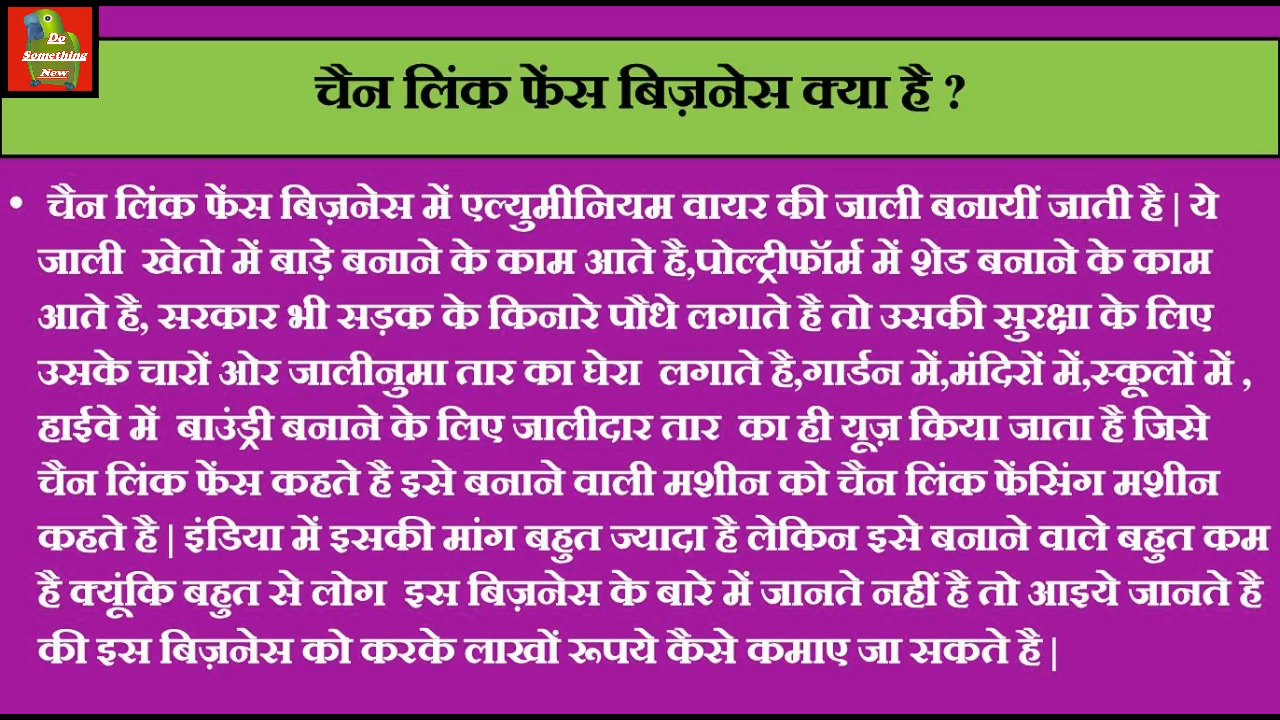 Do
Something
New
चैन लिंक फेंस बिज़नेस क्या है ?
• चैन लिंक फेंस बिज़नेस में एल्युमीनियम वायर की जाली बनायीं जाती है | ये
जाली खेतो में बाड़े बनाने के काम आते है,पोल्ट्रीफॉर्म में शेड बनाने के काम
आते है, सरकार भी सड़क के किनारे पौधे लगाते है तो उसकी सुरक्षा के लिए
उसके चारों ओर जालीनुमा तार का घेरा लगाते है,गार्डन में,मंदिरों में,स्कूलों में ,
हाईवे में बाउंड्री बनाने के लिए जालीदार तार का ही यूज़ किया जाता है जिसे
चैन लिंक फेंस कहते है इसे बनाने वाली मशीन को चैन लिंक फेंसिंग मशीन
कहते है | इंडिया में इसकी मांग बहुत ज्यादा है लेकिन इसे बनाने वाले बहुत कम
है क्यूंकि बहुत से लोग इस बिज़नेस के बारे में जानते नहीं है तो आइये जानते है
की इस बिज़नेस को करके लाखों रूपये कैसे कमाए जा सकते है |